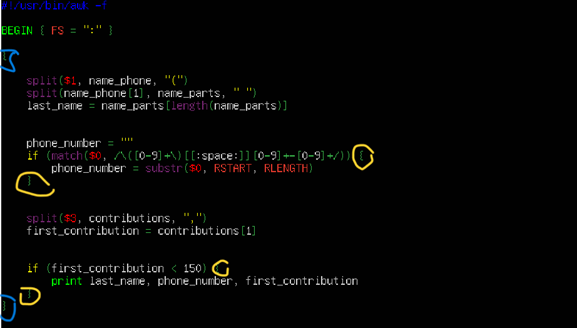 #!/usr/bin/awk -f
BEGIN { FS = ":" }
{
split($1, name_phone, "(")
split(name_phone[1], name_parts, " ")
last_name = name_parts[length(name_parts)]
phone_number = ""
if (match($0, /\([0-9]+\)[[:space:]][0-9]+-[0-9]+/)) {
phone_number = substr($0, RSTART, RLENGTH)
}
split($3, contributions, ",")
first_contribution = contributions[1]
if (first_contribution < 150) {
print last_name, phone_number, first_contribution
}
}